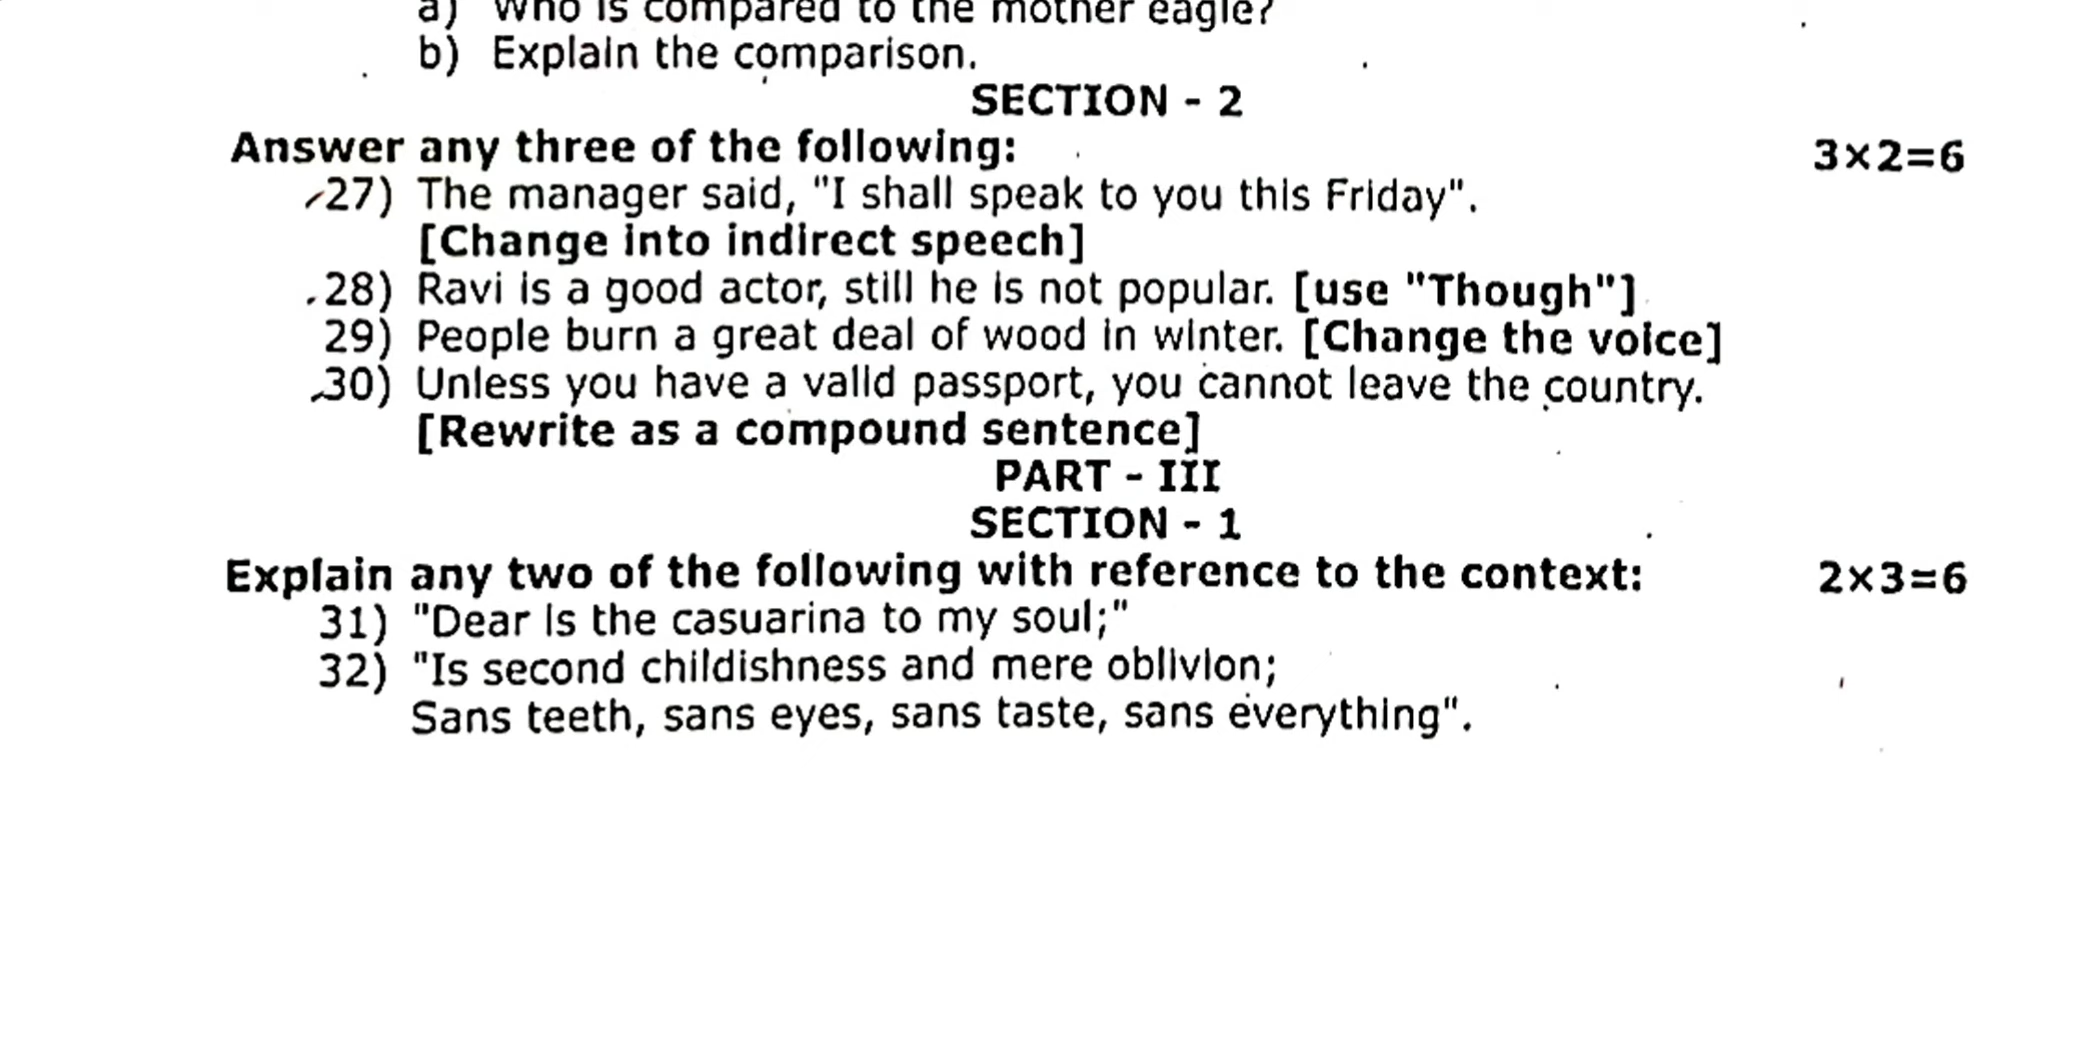 a) Who is compared to the mother eagle?
b) Explain the comparison.
SECTION - 2
Answer any three of the following: 3×2=6
27) The manager said, "I shall speak to you this Friday".
[Change into indirect speech]
28) Ravi is a good actor, still he is not popular. [use "Though"]
29) People burn a great deal of wood in winter. [Change the voice]
30) Unless you have a valid passport, you cannot leave the country.
[Rewrite as a compound sentence]
PART - III
SECTION - 1
Explain any two of the following with reference to the context: 2×3=6
31) "Dear is the casuarina to my soul;"
32) "Is second childishness and mere oblivion;
Sans teeth, sans eyes, sans taste, sans everything".